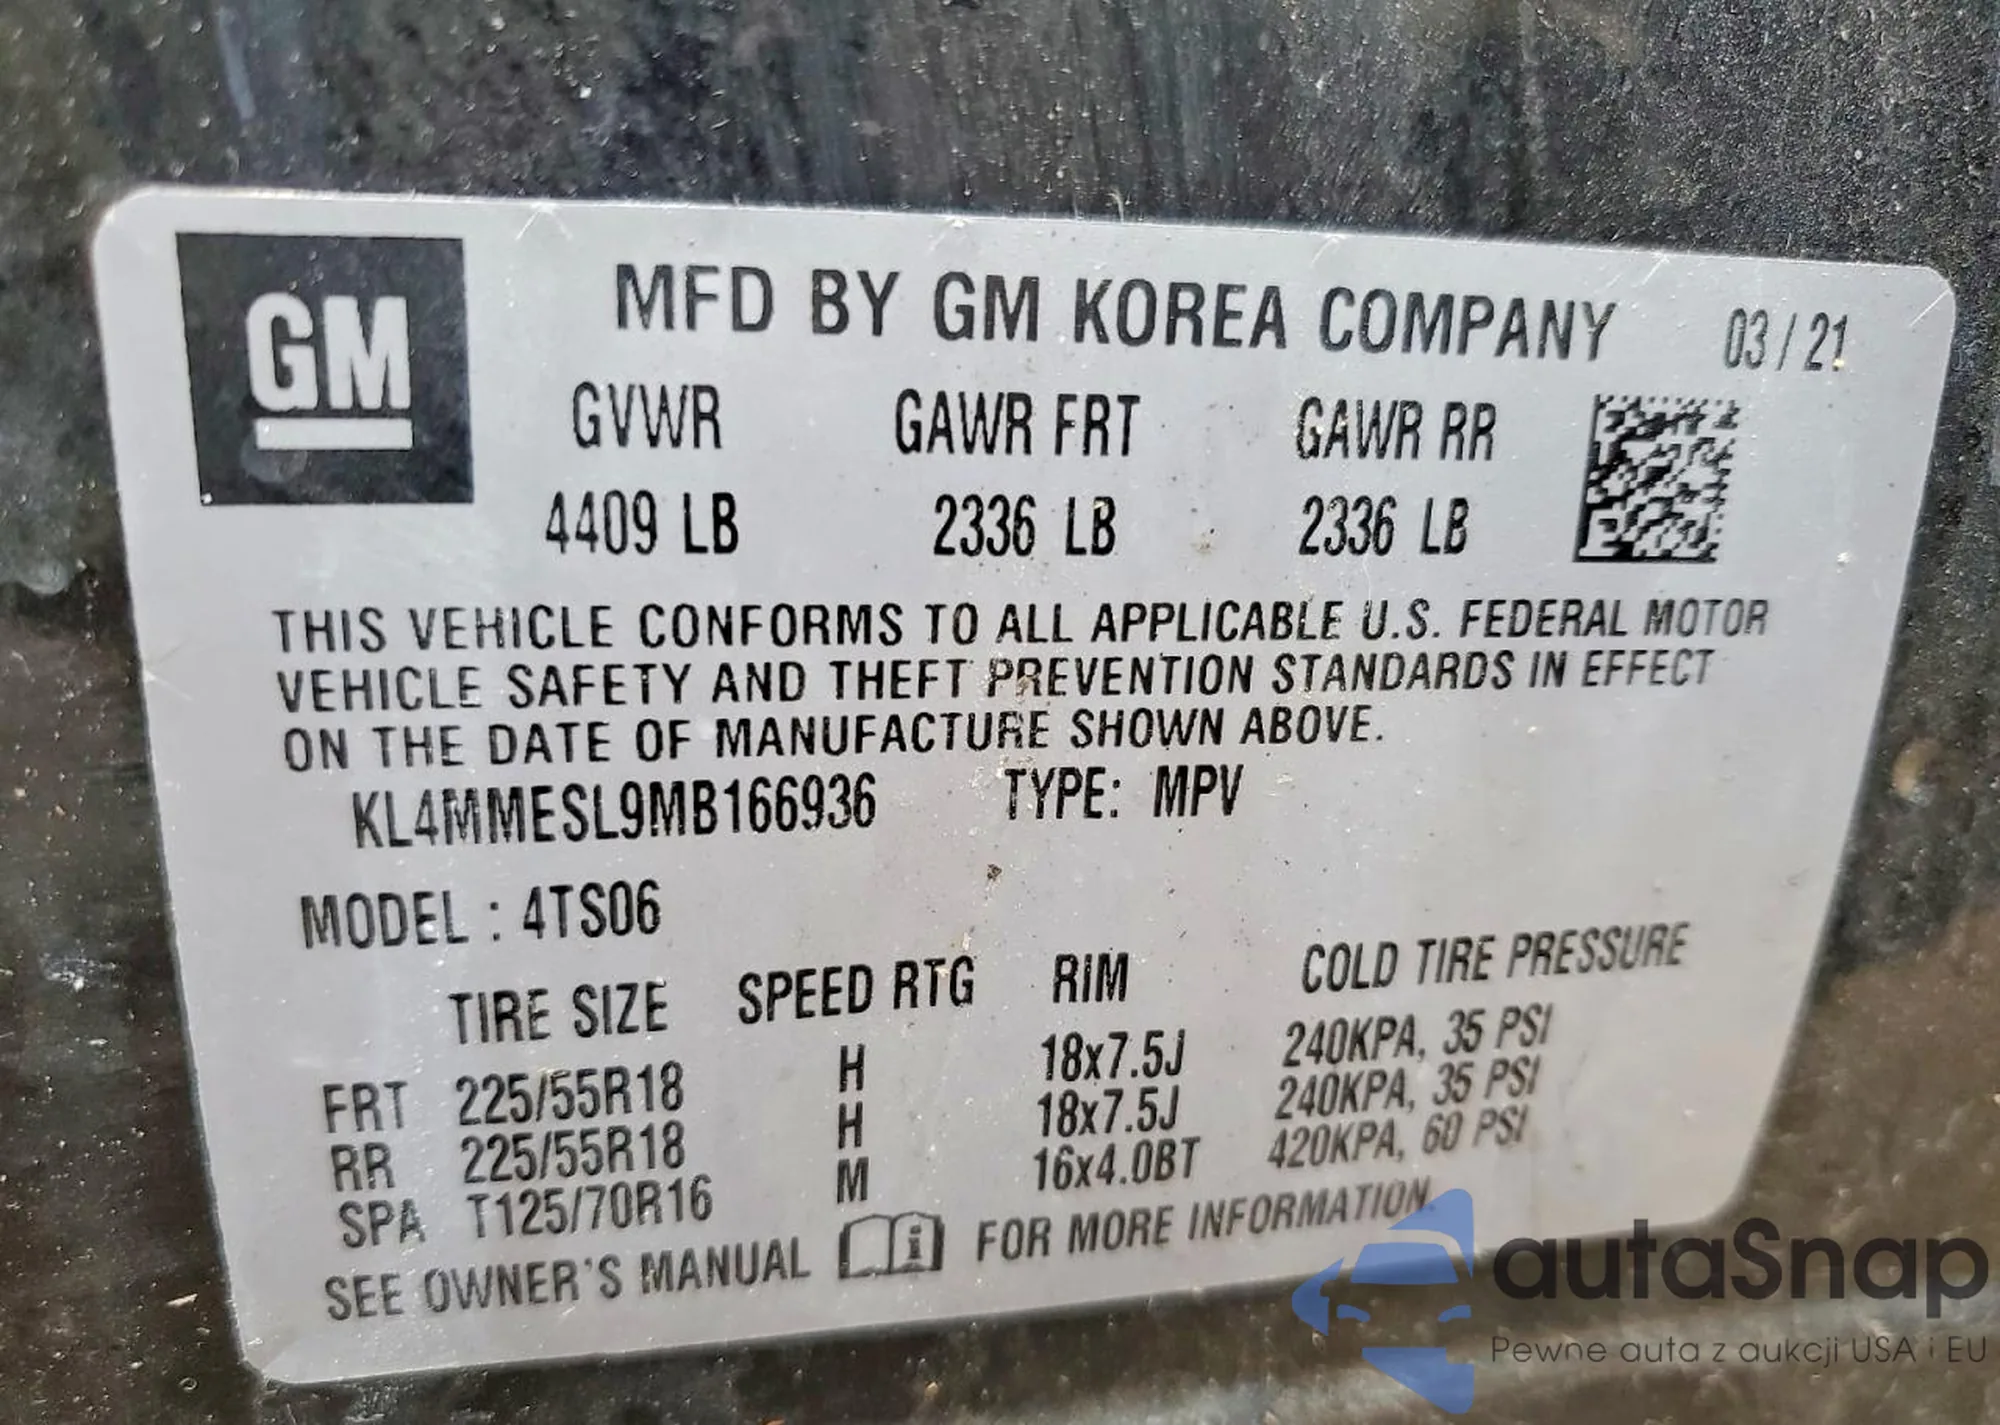 GM
MFD BY GM KOREA COMPANY 03 / 21
GVWR GAWR FRT GAWR RR
4409 LB 2336 LB 2336 LB
THIS VEHICLE CONFORMS TO ALL APPLICABLE U.S. FEDERAL MOTOR
VEHICLE SAFETY AND THEFT PREVENTION STANDARDS IN EFFECT
ON THE DATE OF MANUFACTURE SHOWN ABOVE.
KL4MMESL9MB166936 TYPE: MPV
MODEL : 4TS06
TIRE SIZE SPEED RTG RIM COLD TIRE PRESSURE
FRT 225/55R18 H 18x7.5J 240KPA, 35 PSI
RR 225/55R18 H 18x7.5J 240KPA, 35 PSI
SPA T125/70R16 M 16x4.0BT 420KPA, 60 PSI
SEE OWNER'S MANUAL FOR MORE INFORMATION.
autaSnap
Pewne auta z aukcji USA i EU